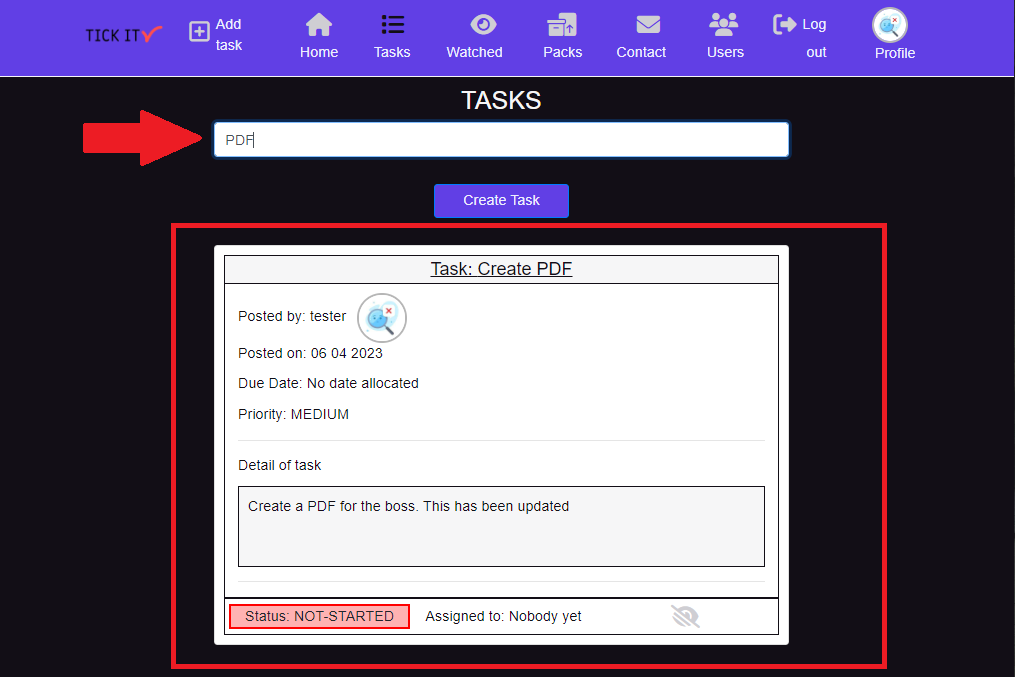 TICK IT
Add
task
Home
Tasks
Watched
Packs
Contact
Users
Log
out
Profile
TASKS
PDF
Create Task
Task: Create PDF
Posted by: tester
Posted on: 06 04 2023
Due Date: No date allocated
Priority: MEDIUM
Detail of task
Create a PDF for the boss. This has been updated
Status: NOT-STARTED Assigned to: Nobody yet